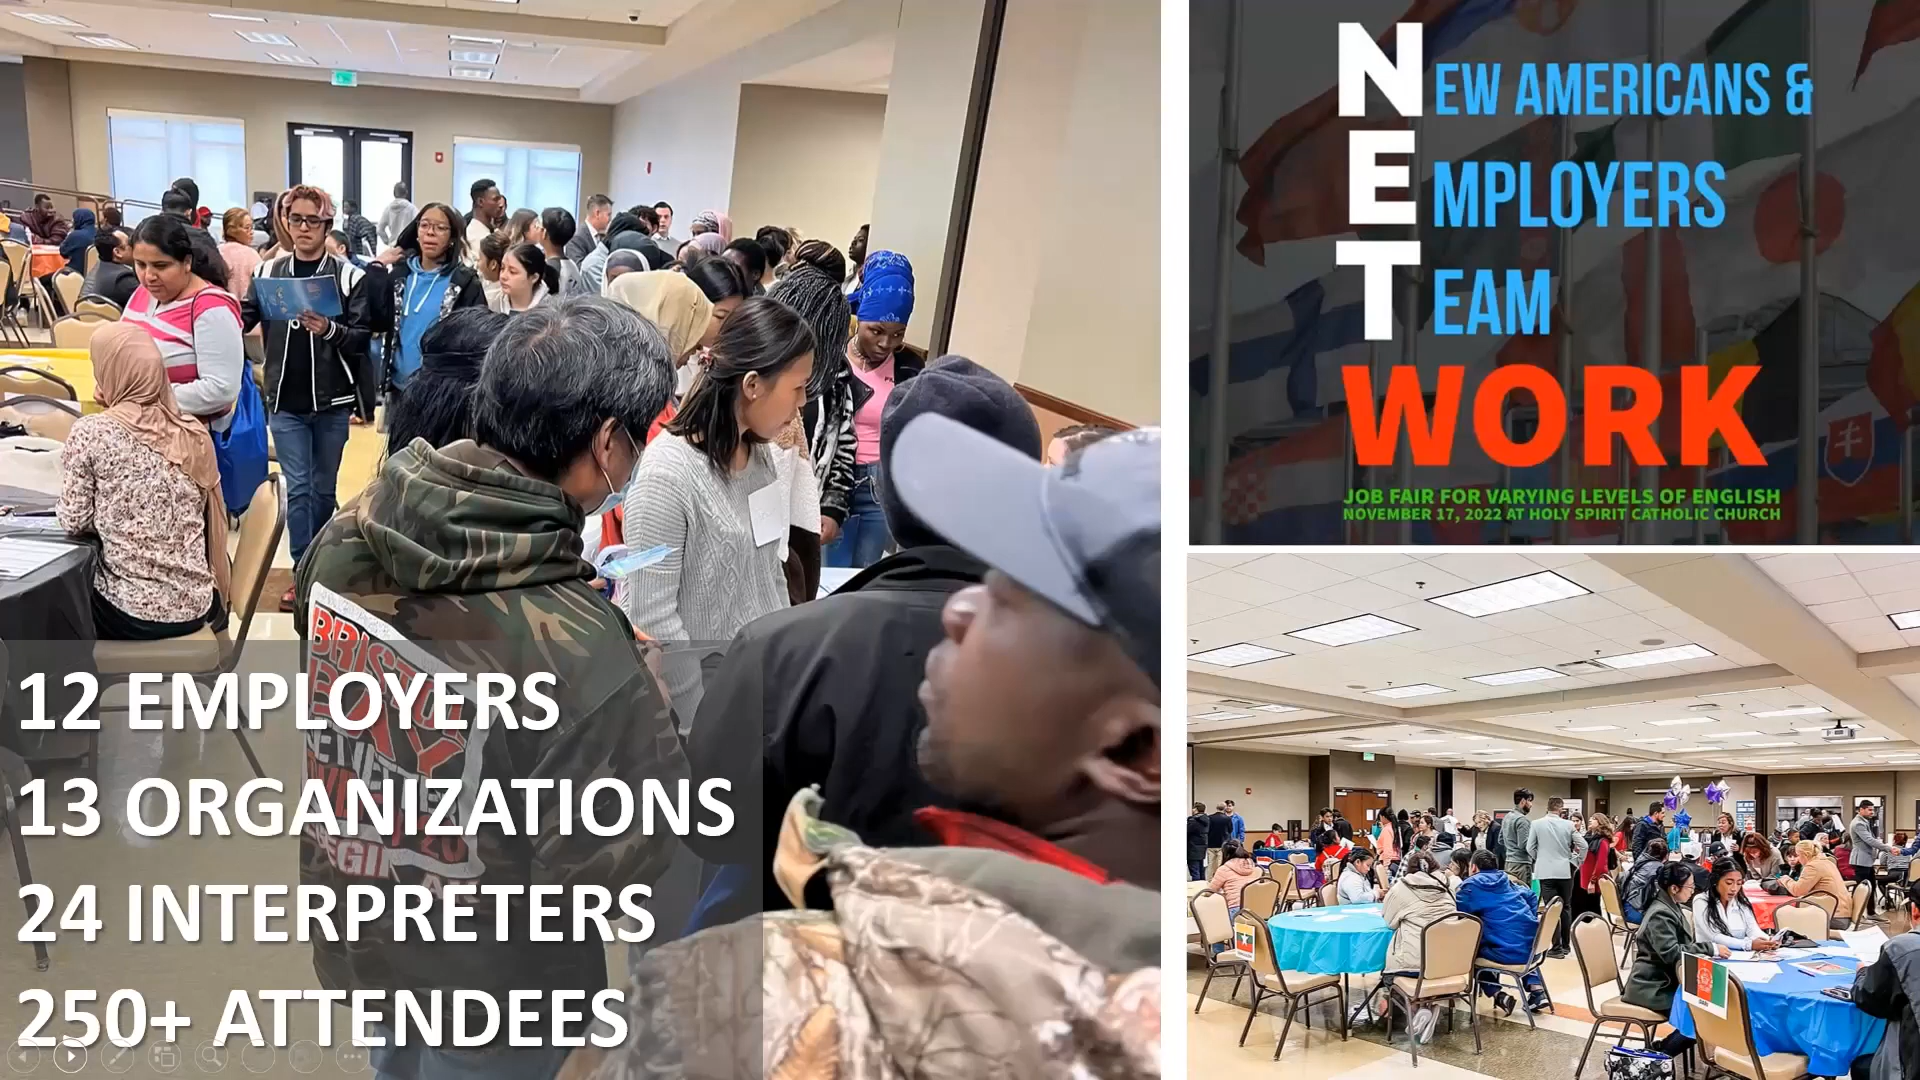 12 EMPLOYERS
13 ORGANIZATIONS
24 INTERPRETERS
250+ ATTENDEES
NEW AMERICANS &
EMPLOYERS
TEAM
WORK
JOB FAIR FOR VARYING LEVELS OF ENGLISH
NOVEMBER 17, 2022 AT HOLY SPIRIT CATHOLIC CHURCH
DARI